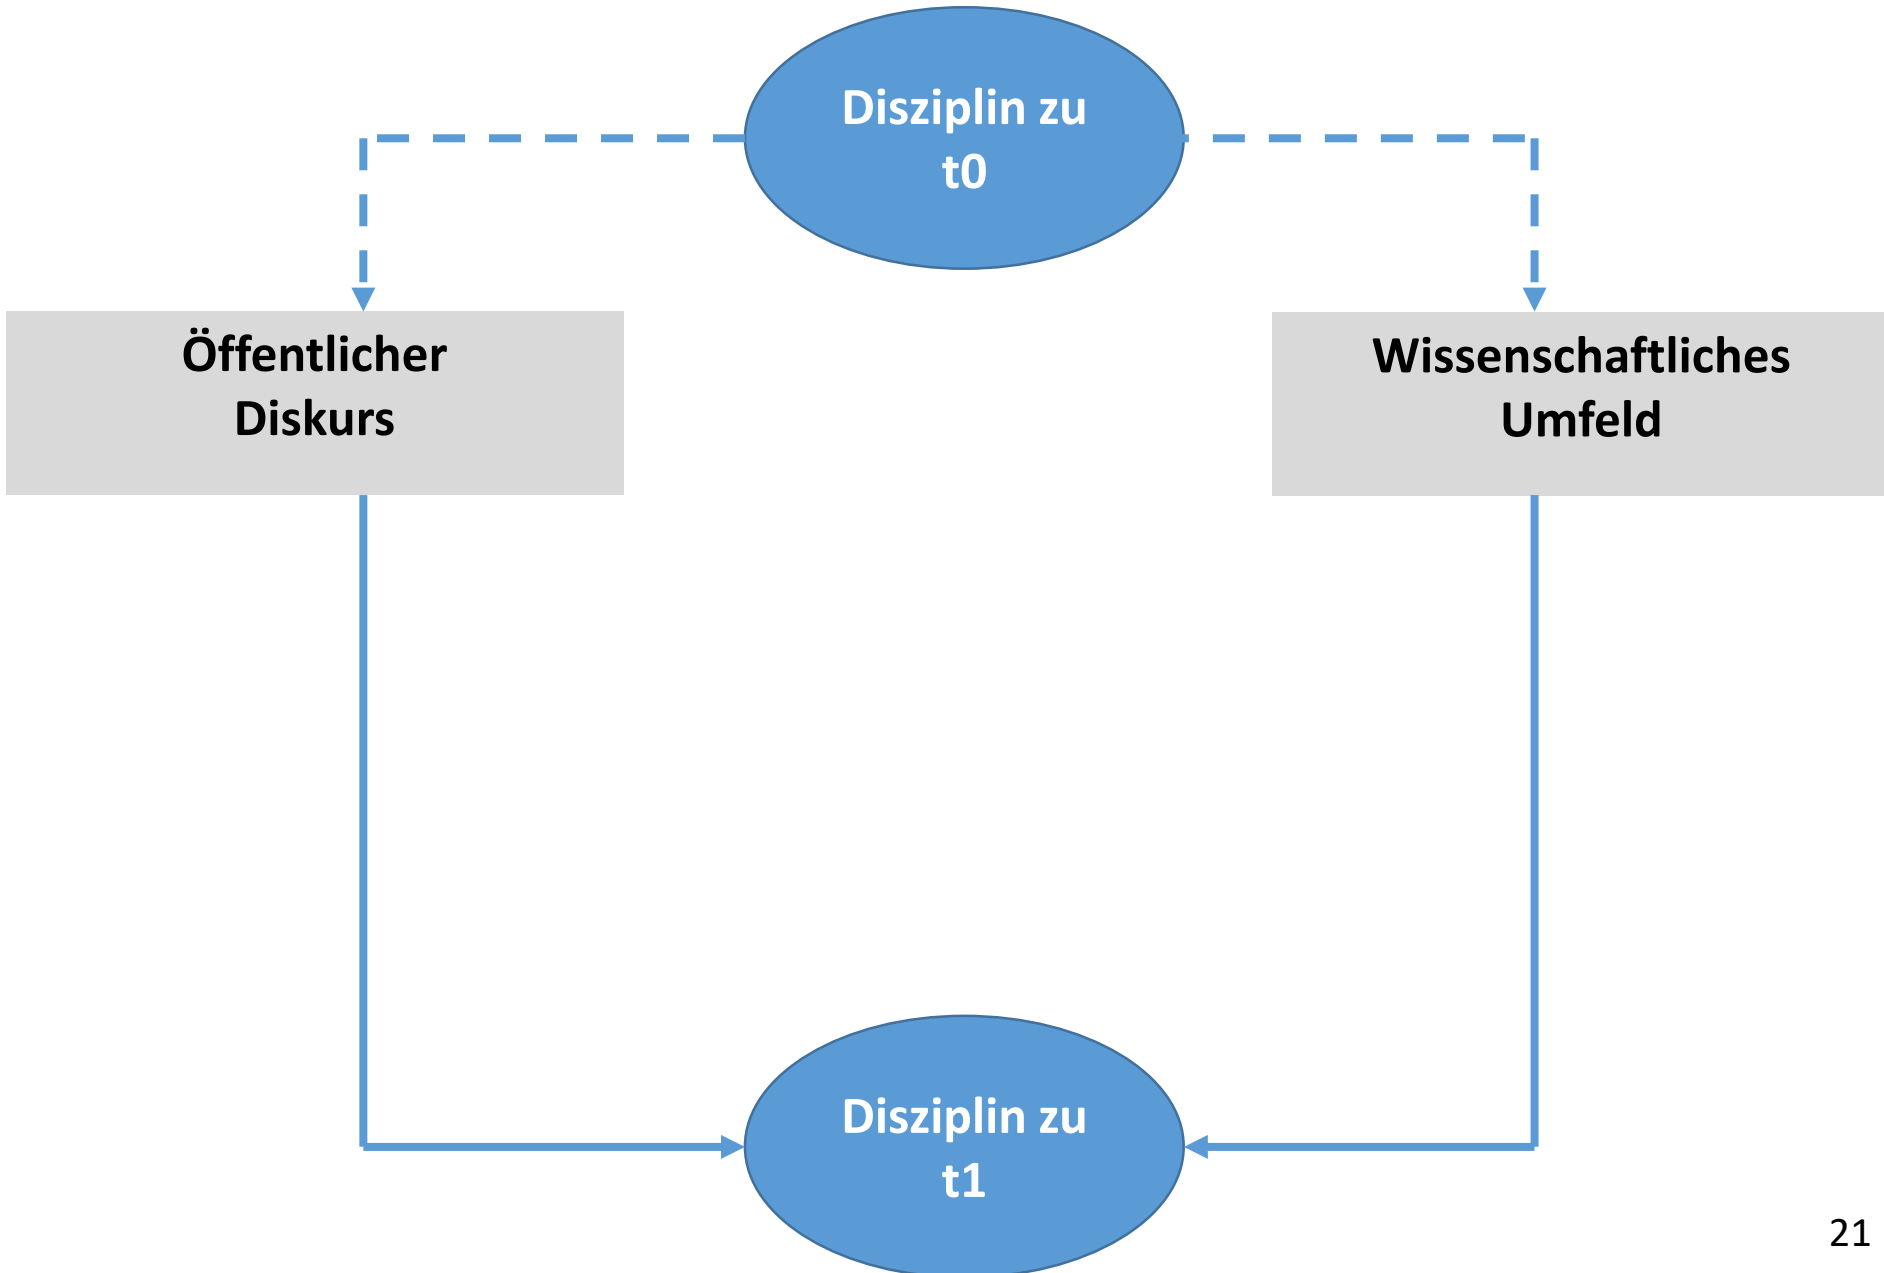 Disziplin zu
t0
Öffentlicher
Diskurs
Wissenschaftliches
Umfeld
Disziplin zu
t1
21